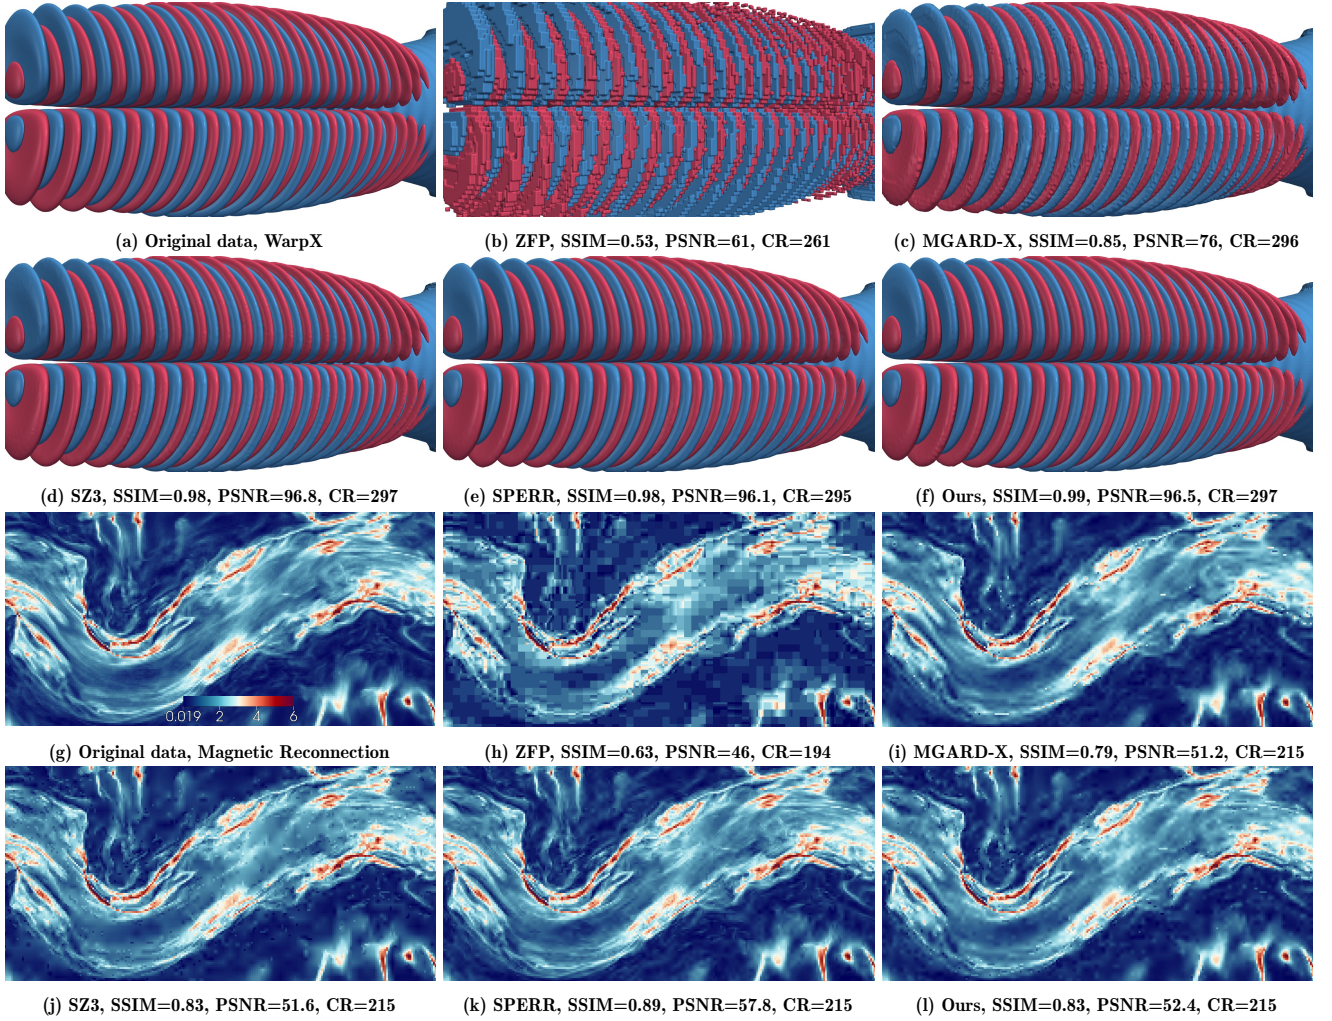 (a) Original data, WarpX
(b) ZFP, SSIM=0.53, PSNR=61, CR=261
(c) MGARD-X, SSIM=0.85, PSNR=76, CR=296
(d) SZ3, SSIM=0.98, PSNR=96.8, CR=297
(e) SPERR, SSIM=0.98, PSNR=96.1, CR=295
(f) Ours, SSIM=0.99, PSNR=96.5, CR=297
0.019 2 4 6
(g) Original data, Magnetic Reconnection
(h) ZFP, SSIM=0.63, PSNR=46, CR=194
(i) MGARD-X, SSIM=0.79, PSNR=51.2, CR=215
(j) SZ3, SSIM=0.83, PSNR=51.6, CR=215
(k) SPERR, SSIM=0.89, PSNR=57.8, CR=215
(l) Ours, SSIM=0.83, PSNR=52.4, CR=215